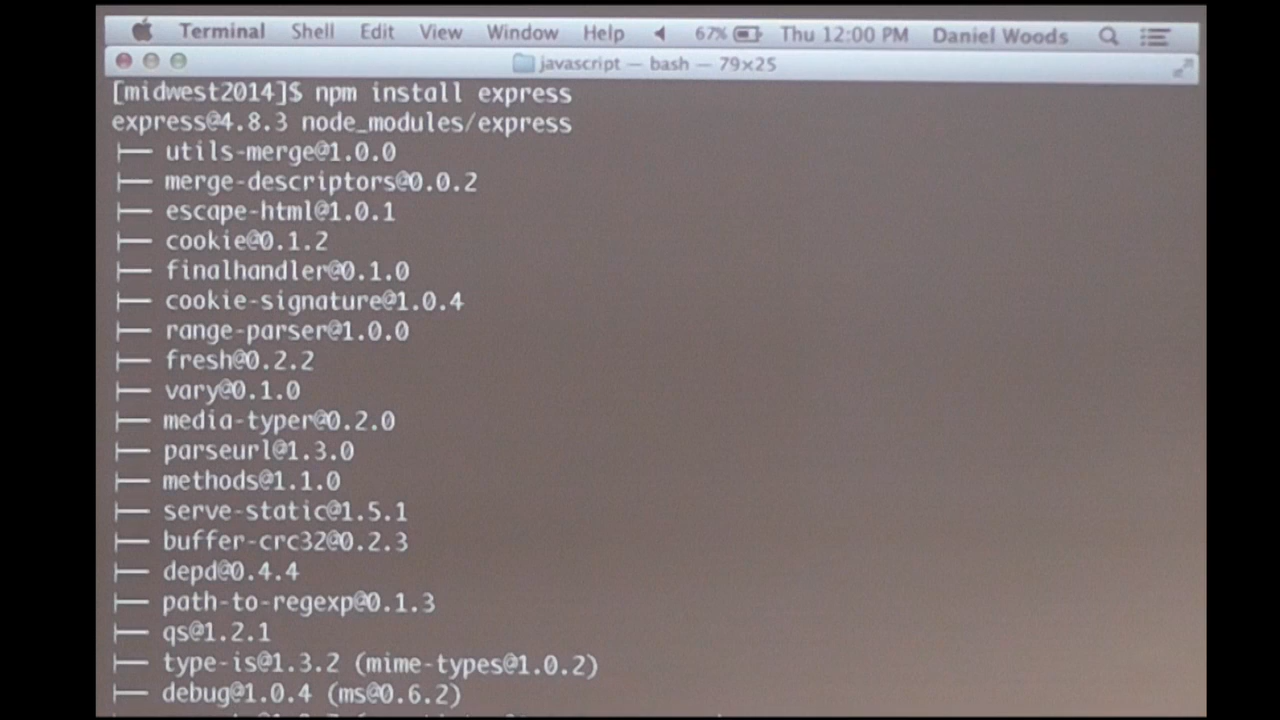 Terminal Shell Edit View Window Help 67% Thu 12:00 PM Daniel Woods
javascript — bash — 79×25
[midwest2014]$ npm install express
express@4.8.3 node_modules/express
├── utils-merge@1.0.0
├── merge-descriptors@0.0.2
├── escape-html@1.0.1
├── cookie@0.1.2
├── finalhandler@0.1.0
├── cookie-signature@1.0.4
├── range-parser@1.0.0
├── fresh@0.2.2
├── vary@0.1.0
├── media-typer@0.2.0
├── parseurl@1.3.0
├── methods@1.1.0
├── serve-static@1.5.1
├── buffer-crc32@0.2.3
├── depd@0.4.4
├── path-to-regexp@0.1.3
├── qs@1.2.1
├── type-is@1.3.2 (mime-types@1.0.2)
├── debug@1.0.4 (ms@0.6.2)